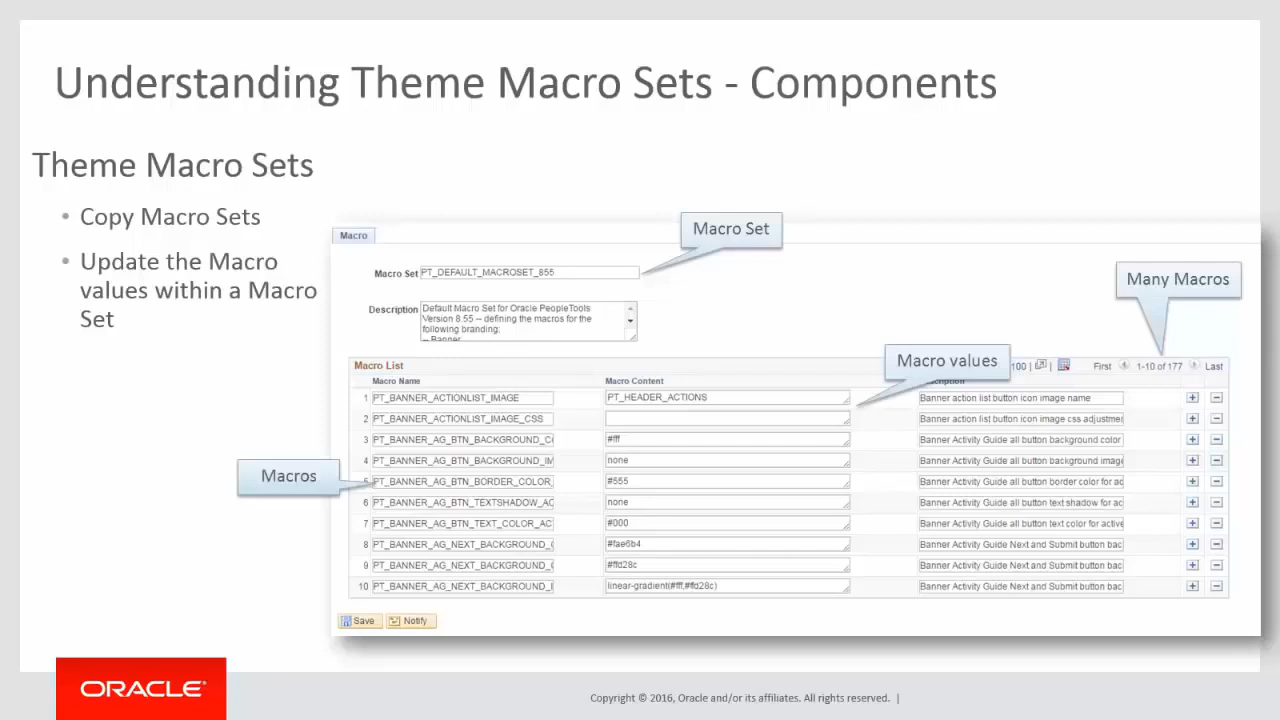 Understanding Theme Macro Sets - Components
Theme Macro Sets
• Copy Macro Sets
• Update the Macro
values within a Macro
Set
Macro Set
Many Macros
Macro values
Macros
Macro
Macro Set PT_DEFAULT_MACROSET_855
Description Default Macro Set for Oracle PeopleTools
Version 8.55 -- defining the macros for the
following branding:
-- Banner
Macro List 100 | | First 1-10 of 177 Last
Macro Name Macro Content
1 PT_BANNER_ACTIONLIST_IMAGE PT_HEADER_ACTIONS Banner action list button icon image name
2 PT_BANNER_ACTIONLIST_IMAGE_CSS Banner action list button icon image css adjustmen
3 PT_BANNER_AG_BTN_BACKGROUND_C #fff Banner Activity Guide all button background color
4 PT_BANNER_AG_BTN_BACKGROUND_IM none Banner Activity Guide all button background image
5 PT_BANNER_AG_BTN_BORDER_COLOR_ #555 Banner Activity Guide all button border color for ac
6 PT_BANNER_AG_BTN_TEXTSHADOW_AC none Banner Activity Guide all button text shadow for ac
7 PT_BANNER_AG_BTN_TEXT_COLOR_AC #000 Banner Activity Guide all button text color for active
8 PT_BANNER_AG_NEXT_BACKGROUND_C #fae6b4 Banner Activity Guide Next and Submit button bac
9 PT_BANNER_AG_NEXT_BACKGROUND_C #ffd28c Banner Activity Guide Next and Submit button bac
10 PT_BANNER_AG_NEXT_BACKGROUND_I linear-gradient(#fff,#ffd28c) Banner Activity Guide Next and Submit button bac
Save Notify
ORACLE®
Copyright © 2016, Oracle and/or its affiliates. All rights reserved. |